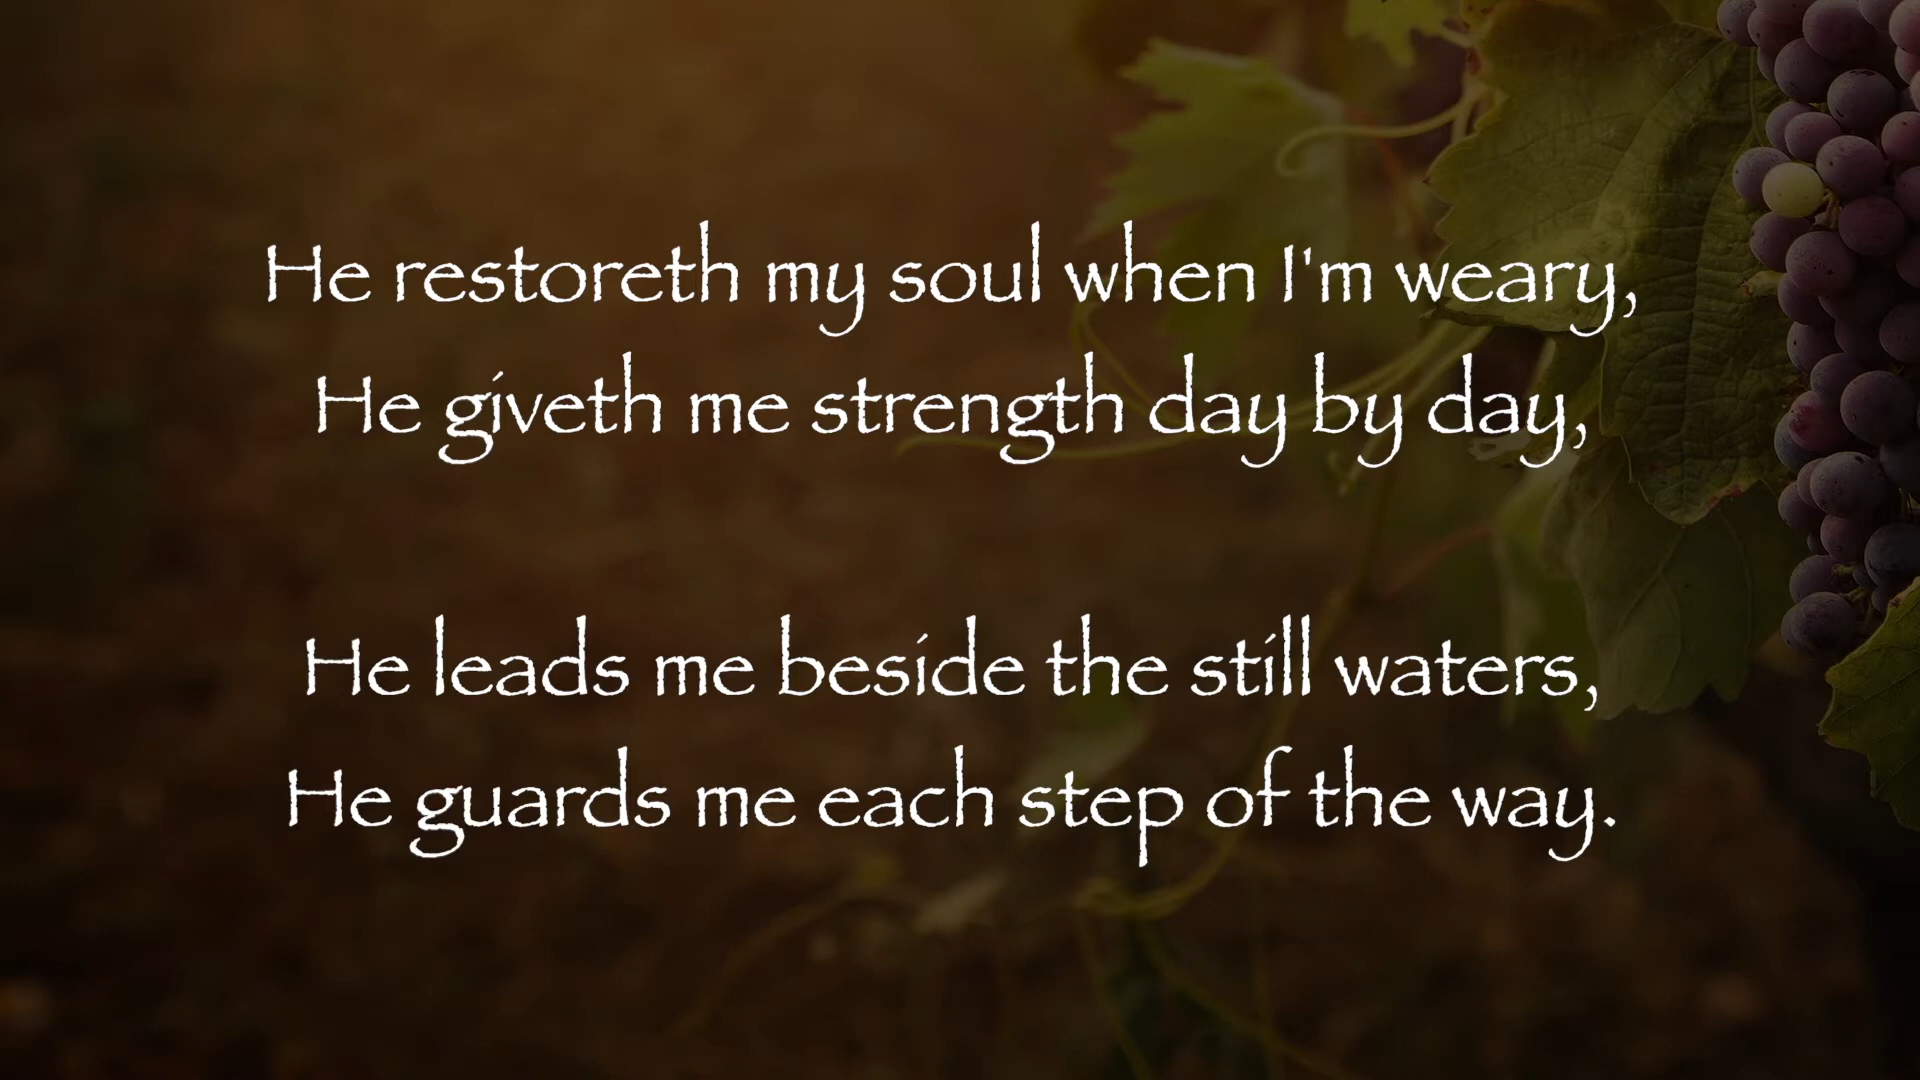 He restoreth my soul when I'm weary,
He giveth me strength day by day,
He leads me beside the still waters,
He guards me each step of the way.